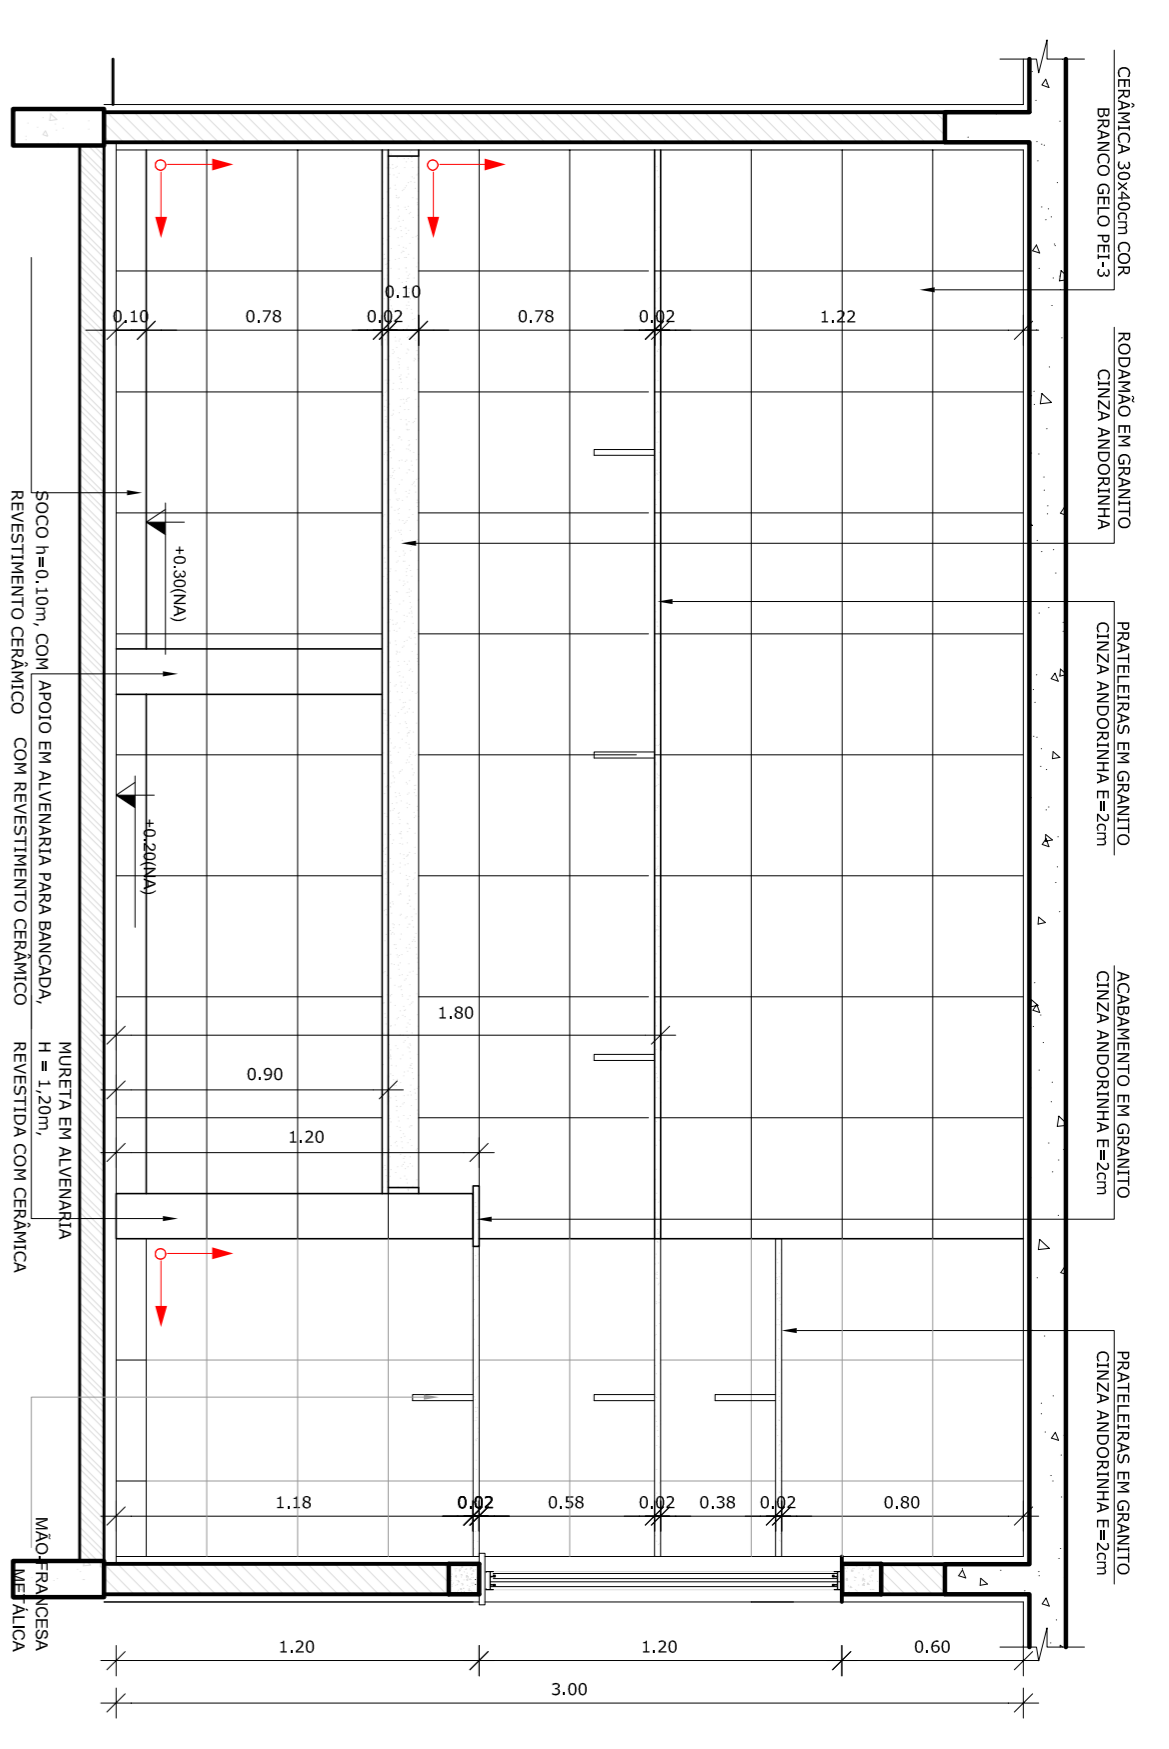 CERÂMICA 30x40cm COR
BRANCO GELO PEI-3
RODAMÃO EM GRANITO
CINZA ANDORINHA
PRATELEIRAS EM GRANITO
CINZA ANDORINHA E=2cm
ACABAMENTO EM GRANITO
CINZA ANDORINHA E=2cm
PRATELEIRAS EM GRANITO
CINZA ANDORINHA E=2cm
0.10
0.10
0.78
0.02
0.78
0.02
1.22
+0.30(NA)
+0.20(NA)
1.80
0.90
1.20
1.18
0.02
0.58
0.02
0.38
0.02
0.80
1.20
1.20
0.60
3.00
SOCO h=0.10m, COM
REVESTIMENTO CERÂMICO
APOIO EM ALVENARIA PARA BANCADA,
COM REVESTIMENTO CERÂMICO
MURETA EM ALVENARIA
H = 1,20m,
REVESTIDA COM CERÂMICA
MÃO-FRANCESA
METÁLICA